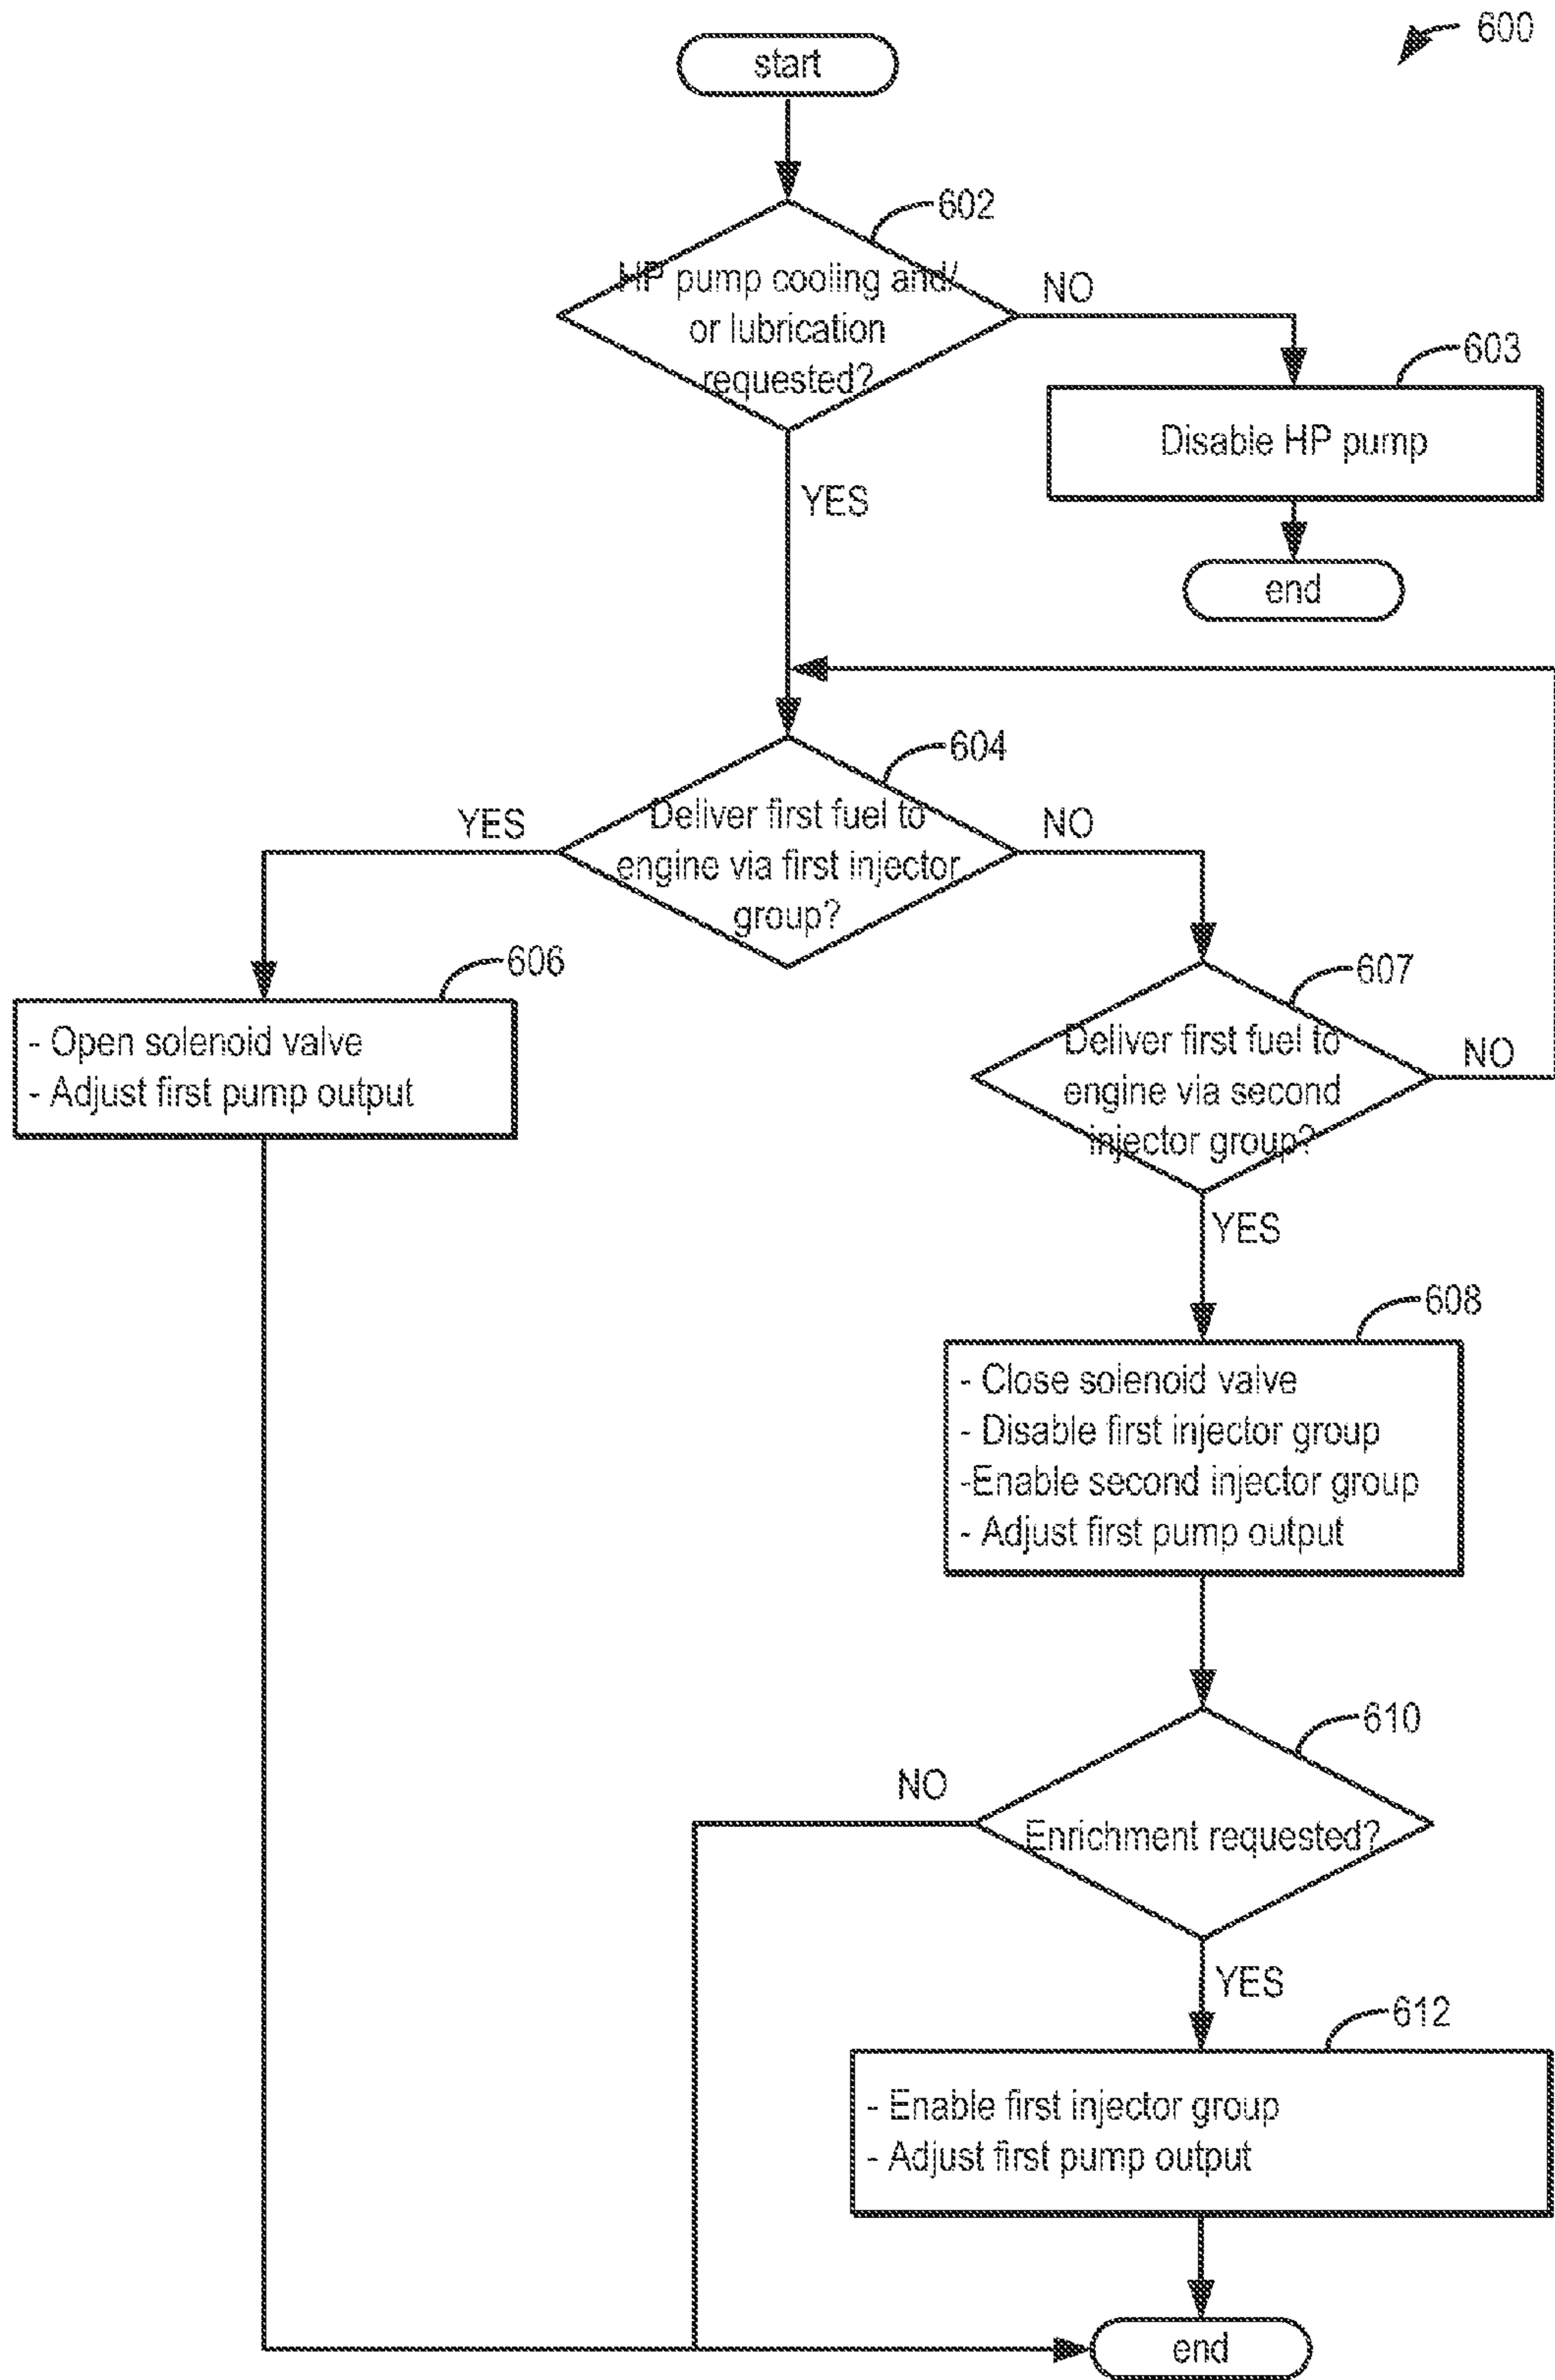 600
start
602
HP pump cooling and/
or lubrication
requested?
NO
603
Disable HP pump
YES
end
604
YES
Deliver first fuel to
engine via first injector
group?
NO
606
- Open solenoid valve
- Adjust first pump output
607
Deliver first fuel to
engine via second
injector group?
NO
YES
608
- Close solenoid valve
- Disable first injector group
-Enable second injector group
- Adjust first pump output
610
NO
Enrichment requested?
YES
612
- Enable first injector group
- Adjust first pump output
end